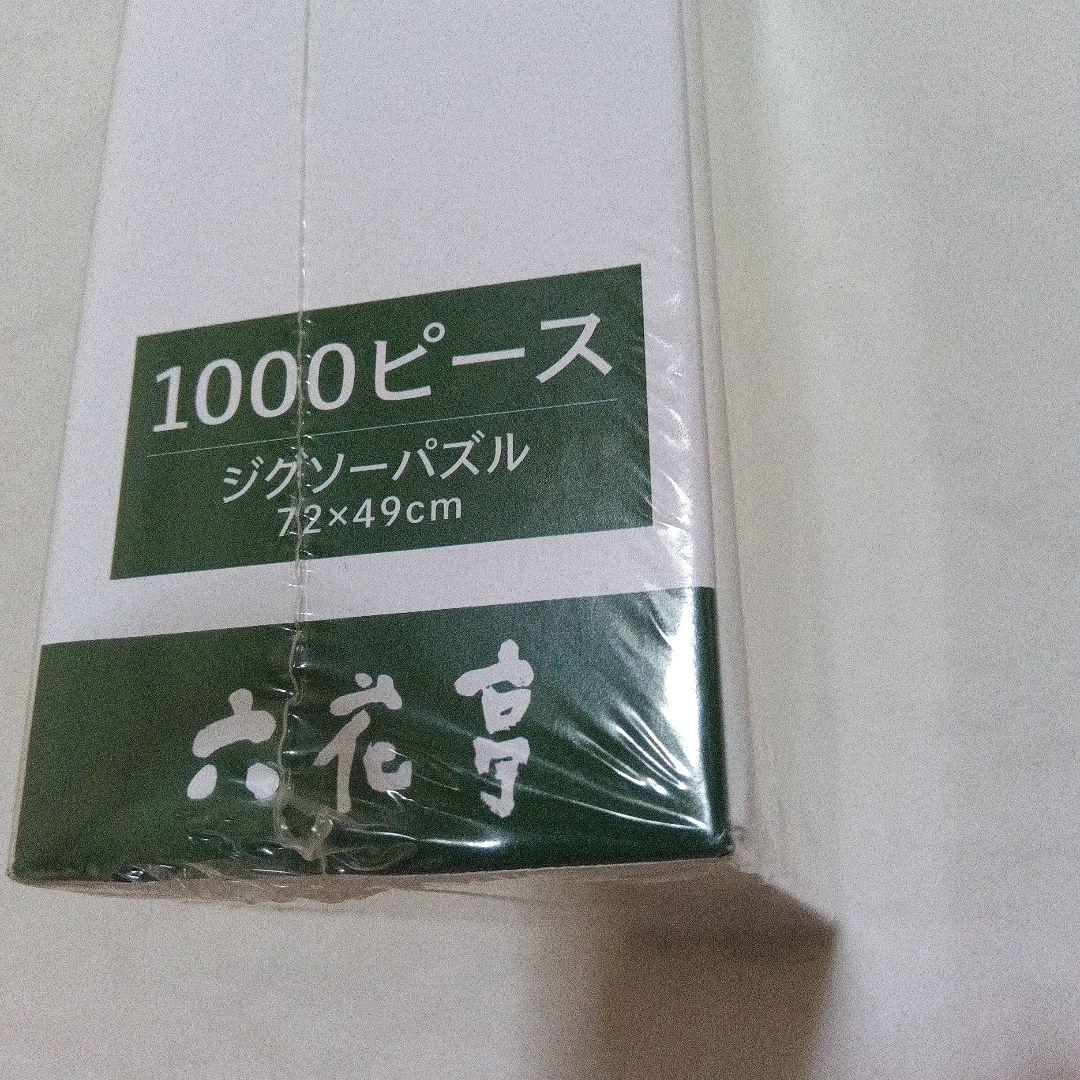 1000ピース
ジグソーパズル
72×49cm
六花亭